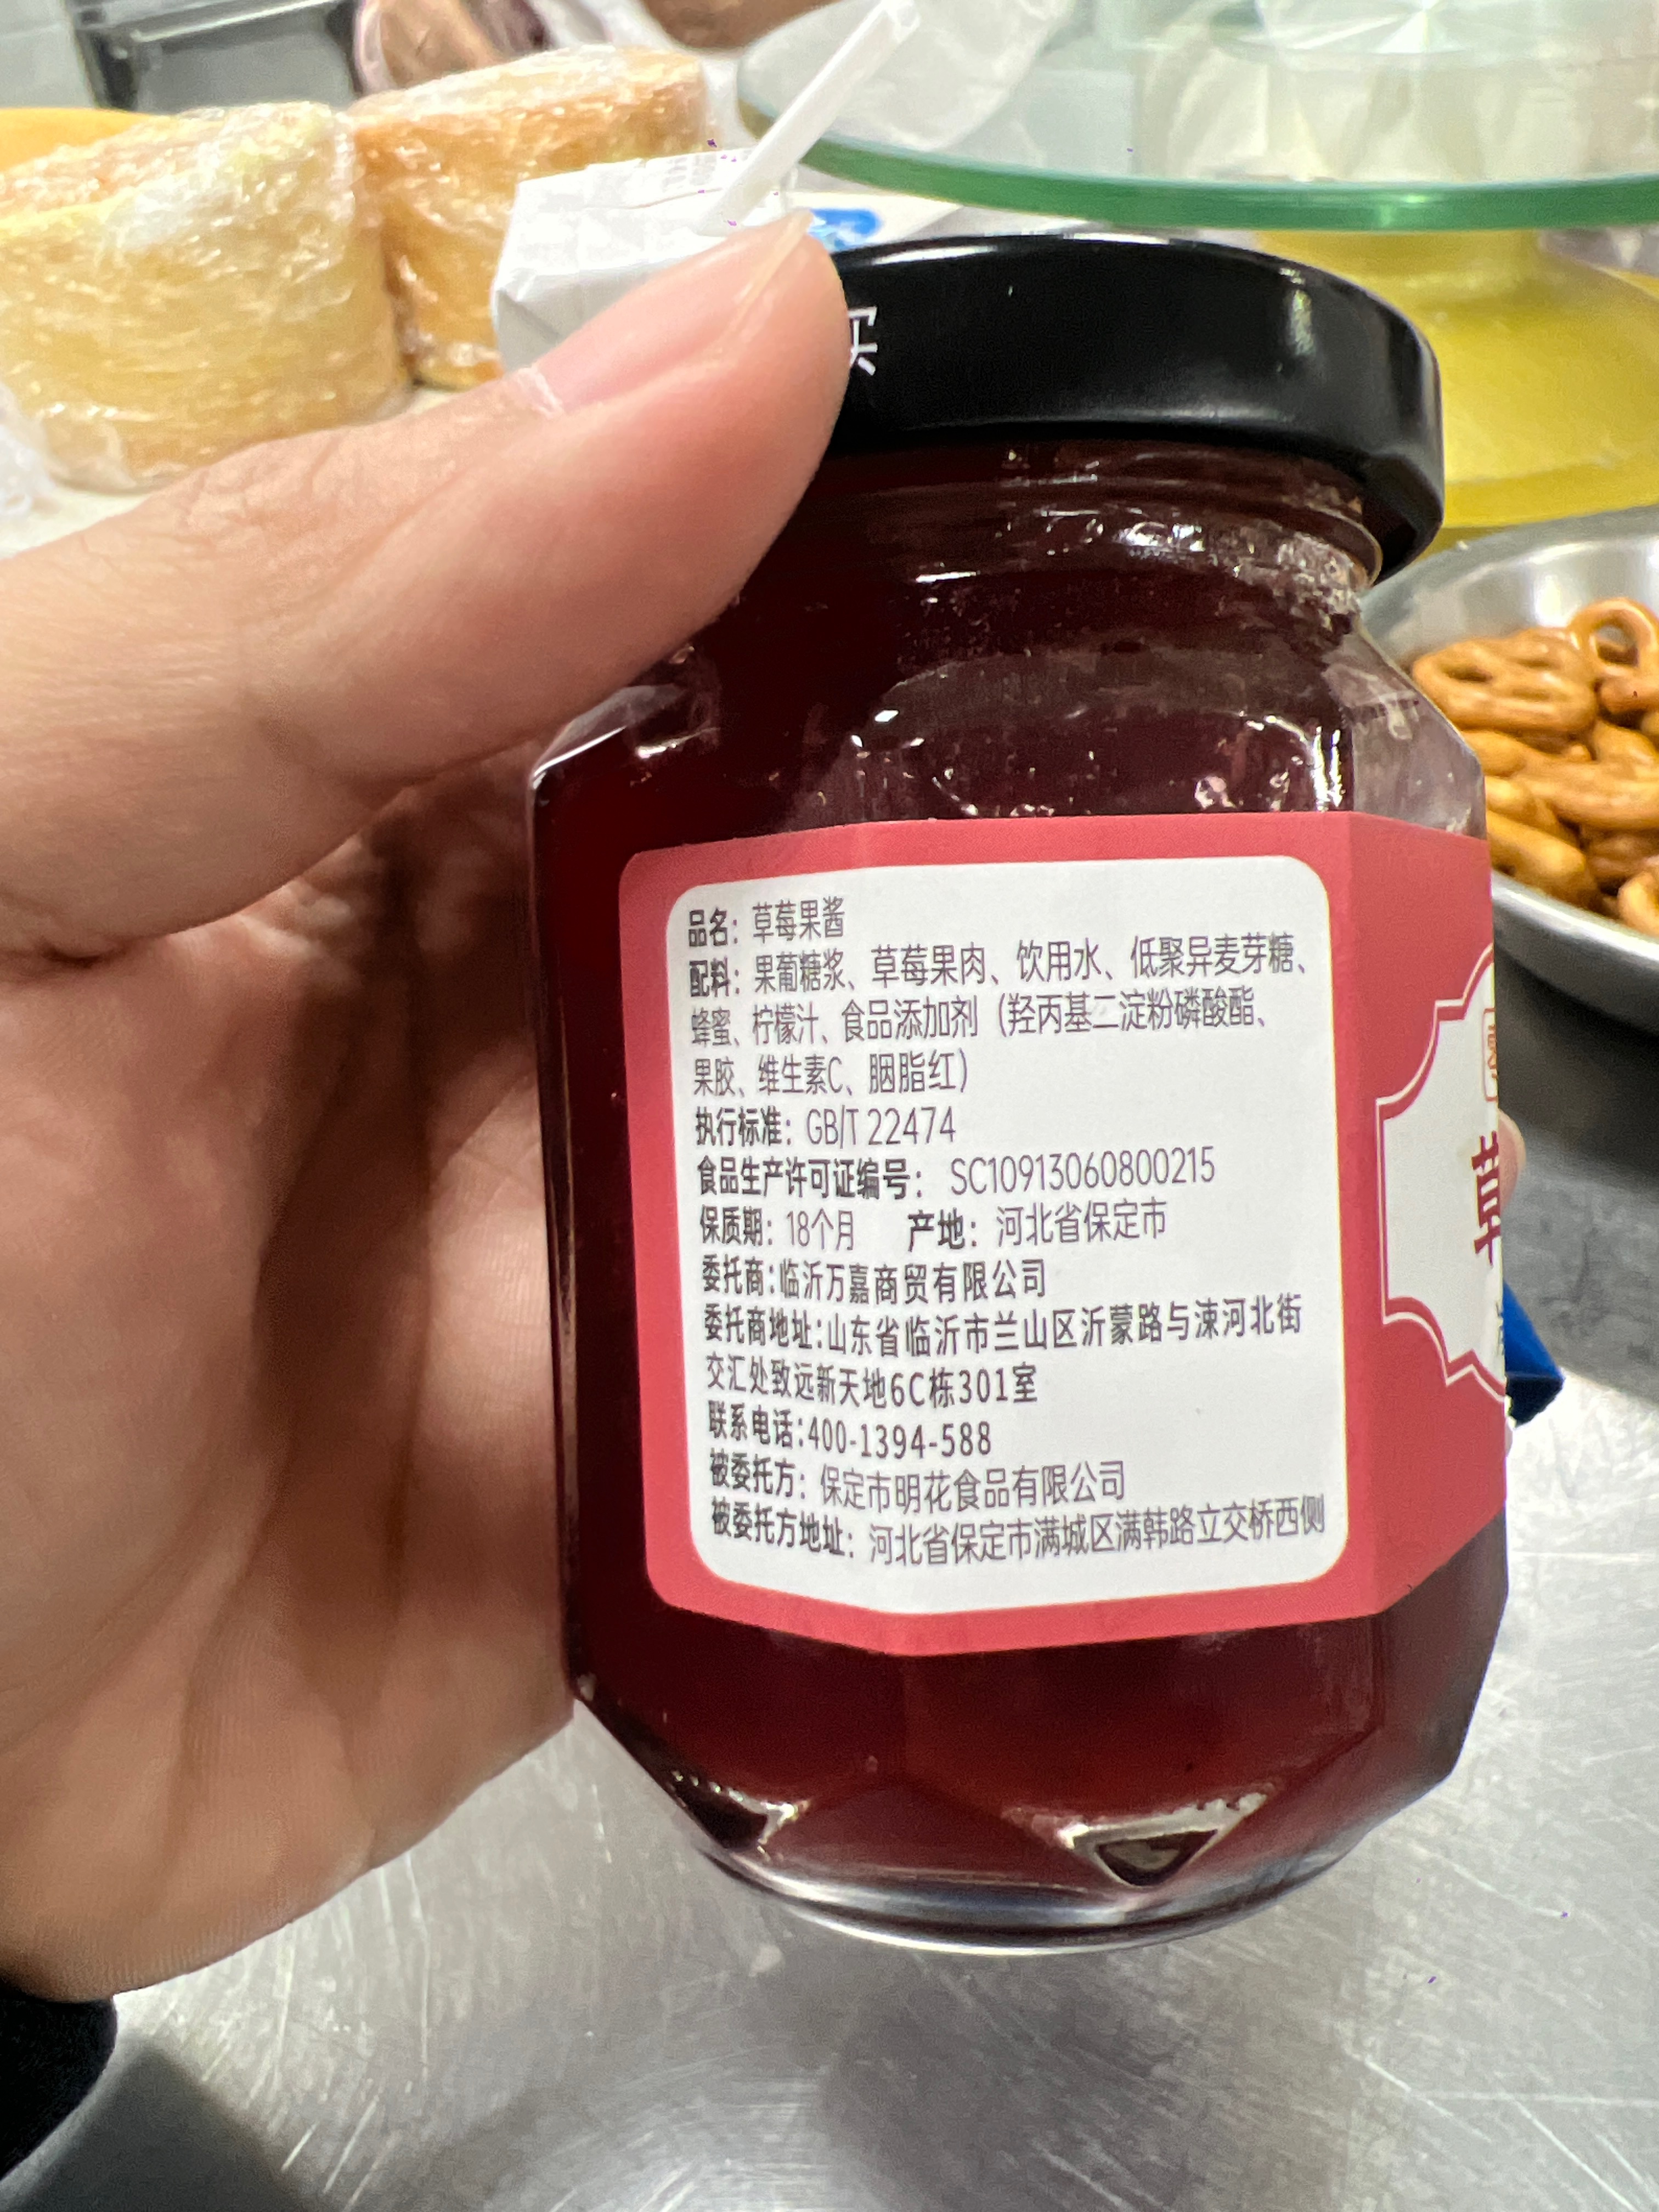 买
品名：草莓果酱
配料：果葡糖浆、草莓果肉、饮用水、低聚异麦芽糖、
蜂蜜、柠檬汁、食品添加剂（羟丙基二淀粉磷酸酯、
果胶、维生素C、胭脂红）
执行标准：GB/T 22474
食品生产许可证编号： SC10913060800215
保质期：18个月 产地：河北省保定市
委托商:临沂万嘉商贸有限公司
委托商地址:山东省临沂市兰山区沂蒙路与涑河北街
交汇处致远新天地6C栋301室
联系电话:400-1394-588
被委托方：保定市明花食品有限公司
被委托方地址：河北省保定市满城区满韩路立交桥西侧
草